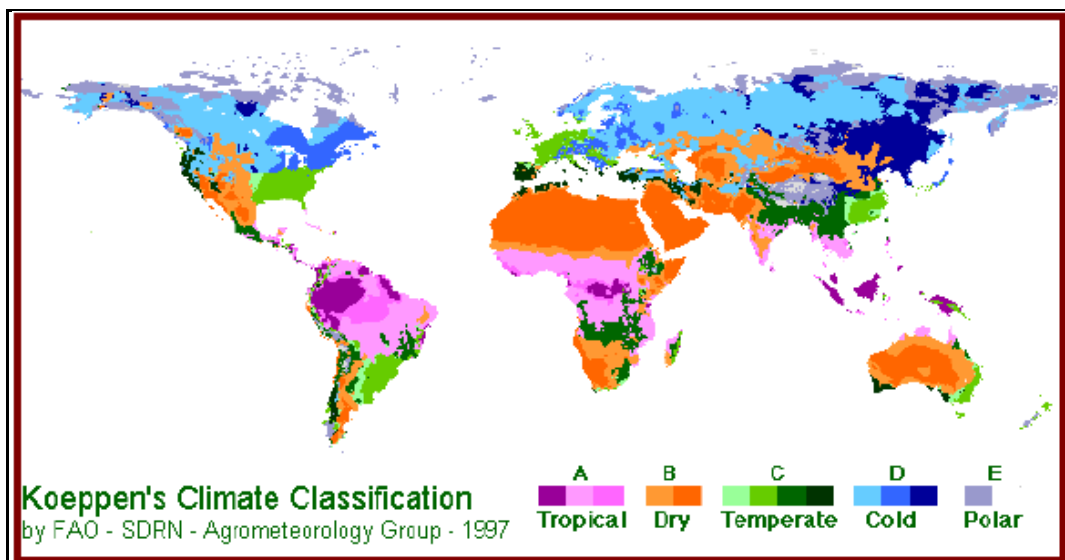 Koeppen's Climate Classification
by FAO - SDRN - Agrometeorology Group - 1997
A B C D E
Tropical Dry Temperate Cold Polar